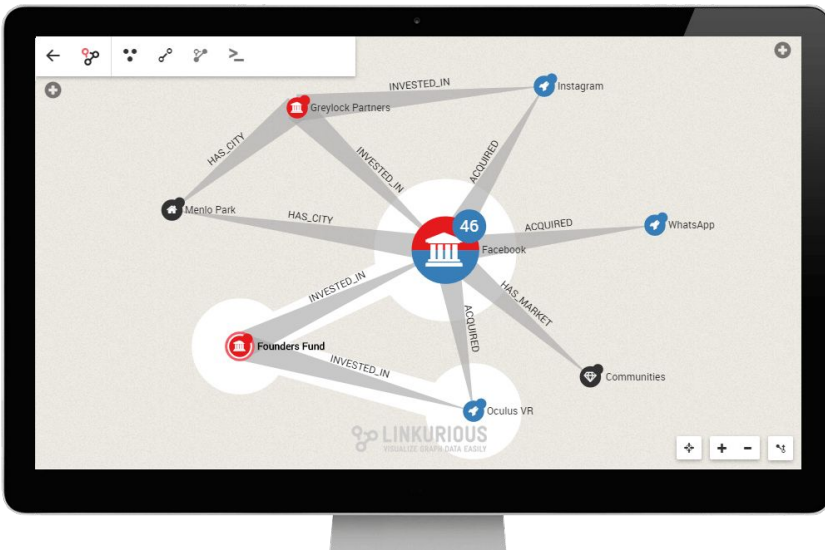 >_
INVESTED_IN
Instagram
Greylock Partners
HAS_CITY
INVESTED_IN
ACQUIRED
Menlo Park
HAS_CITY
46
Facebook
ACQUIRED
WhatsApp
INVESTED_IN
HAS_MARKET
ACQUIRED
Founders Fund
INVESTED_IN
Communities
Oculus VR
LINKURIOUS
VISUALIZE GRAPH DATA EASILY